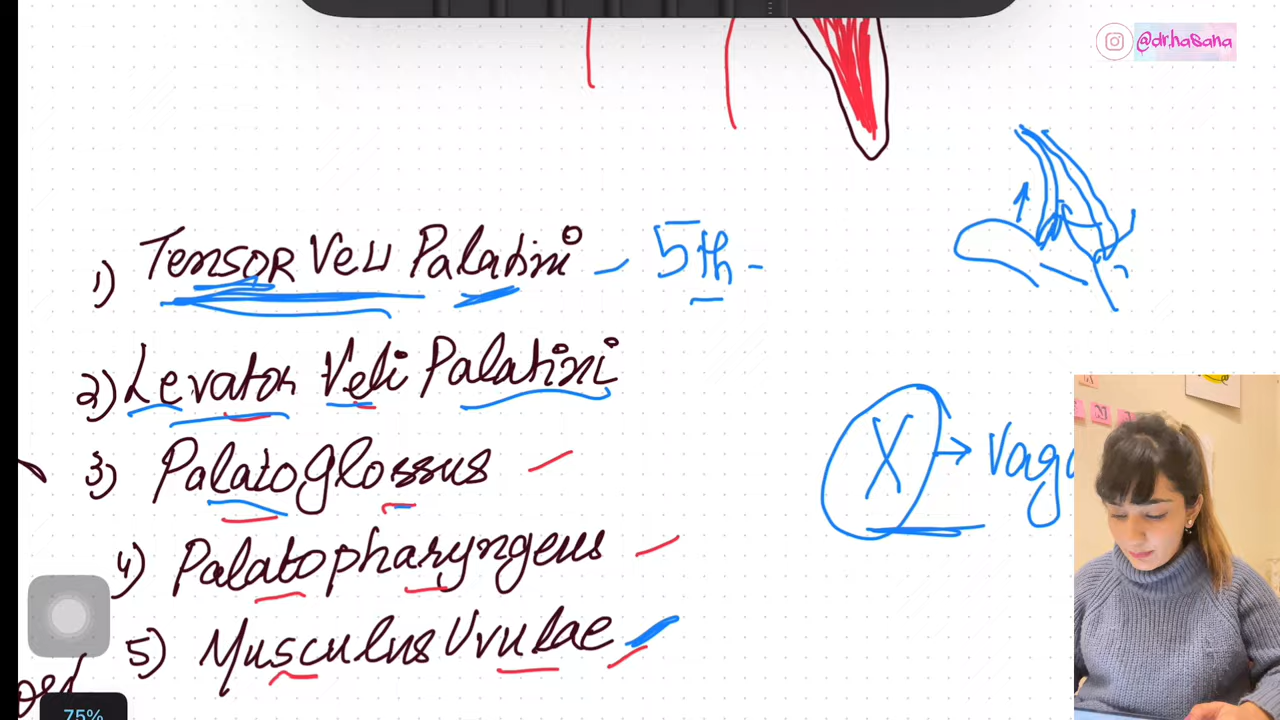 @dr.hasana
1) Tensor Veli Palatini - 5th -
2) Levator Veli Palatini
3) Palatoglossus
X → Vag
4) Palatopharyngeus
5) Musculus Uvulae
75%